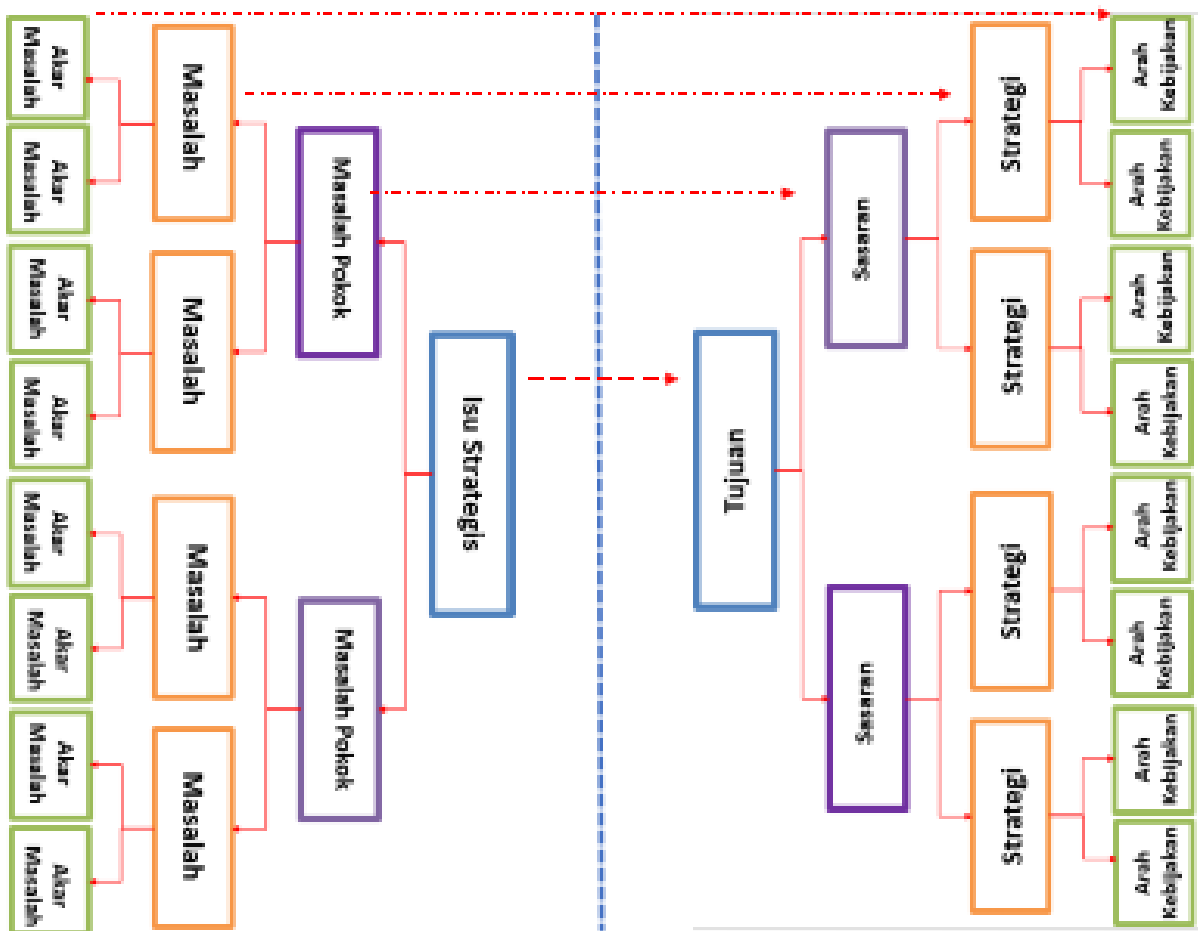 Akar
Masalah
Akar
Masalah
Akar
Masalah
Akar
Masalah
Akar
Masalah
Akar
Masalah
Akar
Masalah
Akar
Masalah
Masalah
Masalah
Masalah
Masalah
Masalah Pokok
Masalah Pokok
Isu Strategis
Tujuan
Sasaran
Sasaran
Strategi
Strategi
Strategi
Strategi
Arah
Kebijakan
Arah
Kebijakan
Arah
Kebijakan
Arah
Kebijakan
Arah
Kebijakan
Arah
Kebijakan
Arah
Kebijakan
Arah
Kebijakan